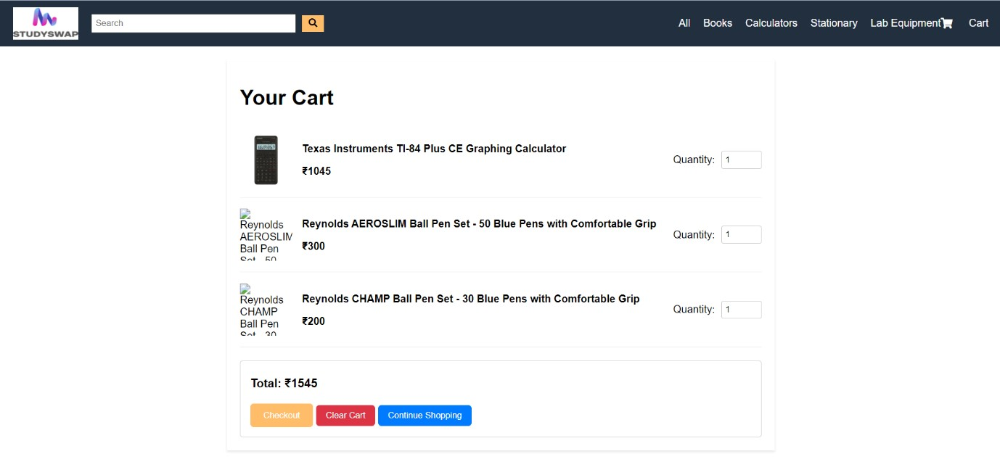 STUDYSWAP
Search
All Books Calculators Stationary Lab Equipment Cart
Your Cart
Texas Instruments TI-84 Plus CE Graphing Calculator
₹1045
Quantity: 1
Reynolds
AEROSLIM
Ball Pen
Set - 50
Reynolds AEROSLIM Ball Pen Set - 50 Blue Pens with Comfortable Grip
₹300
Quantity: 1
Reynolds
CHAMP
Ball Pen
Set - 30
Reynolds CHAMP Ball Pen Set - 30 Blue Pens with Comfortable Grip
₹200
Quantity: 1
Total: ₹1545
Checkout Clear Cart Continue Shopping